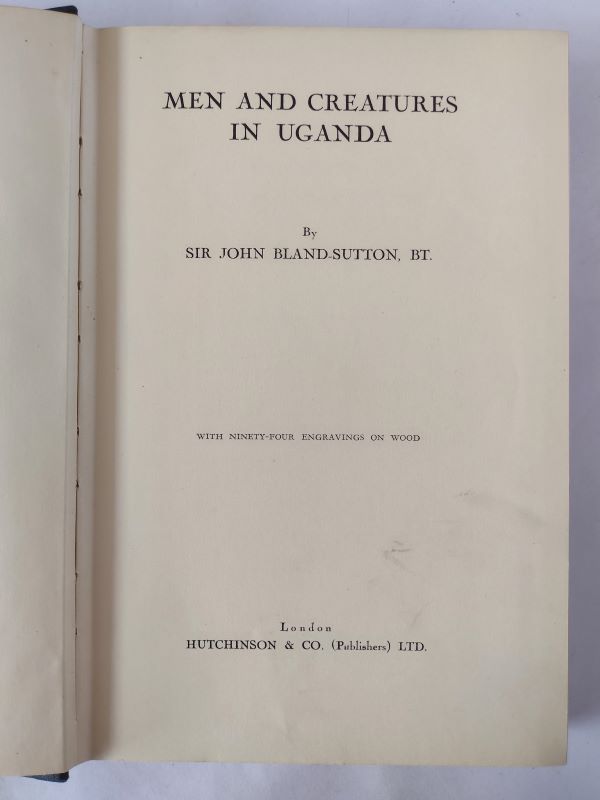 MEN AND CREATURES
IN UGANDA
By
SIR JOHN BLAND-SUTTON, BT.
WITH NINETY-FOUR ENGRAVINGS ON WOOD
London
HUTCHINSON & CO. (Publishers) LTD.